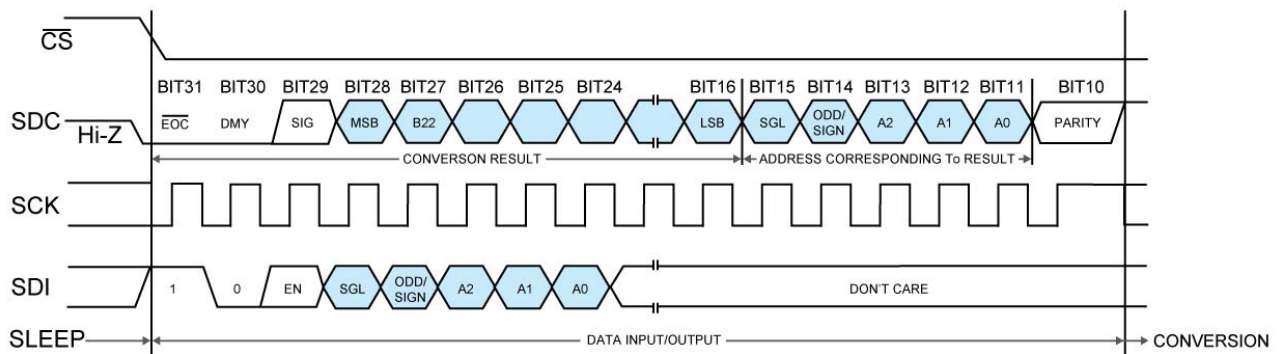 CS
BIT31 BIT30 BIT29 BIT28 BIT27 BIT26 BIT25 BIT24 BIT16 BIT15 BIT14 BIT13 BIT12 BIT11 BIT10
SDC Hi-Z EOC DMY SIG MSB B22 LSB SGL ODD/SIGN A2 A1 A0 PARITY
CONVERSON RESULT ADDRESS CORRESPONDING To RESULT
SCK
SDI 1 0 EN SGL ODD/SIGN A2 A1 A0 DON'T CARE
SLEEP DATA INPUT/OUTPUT CONVERSION